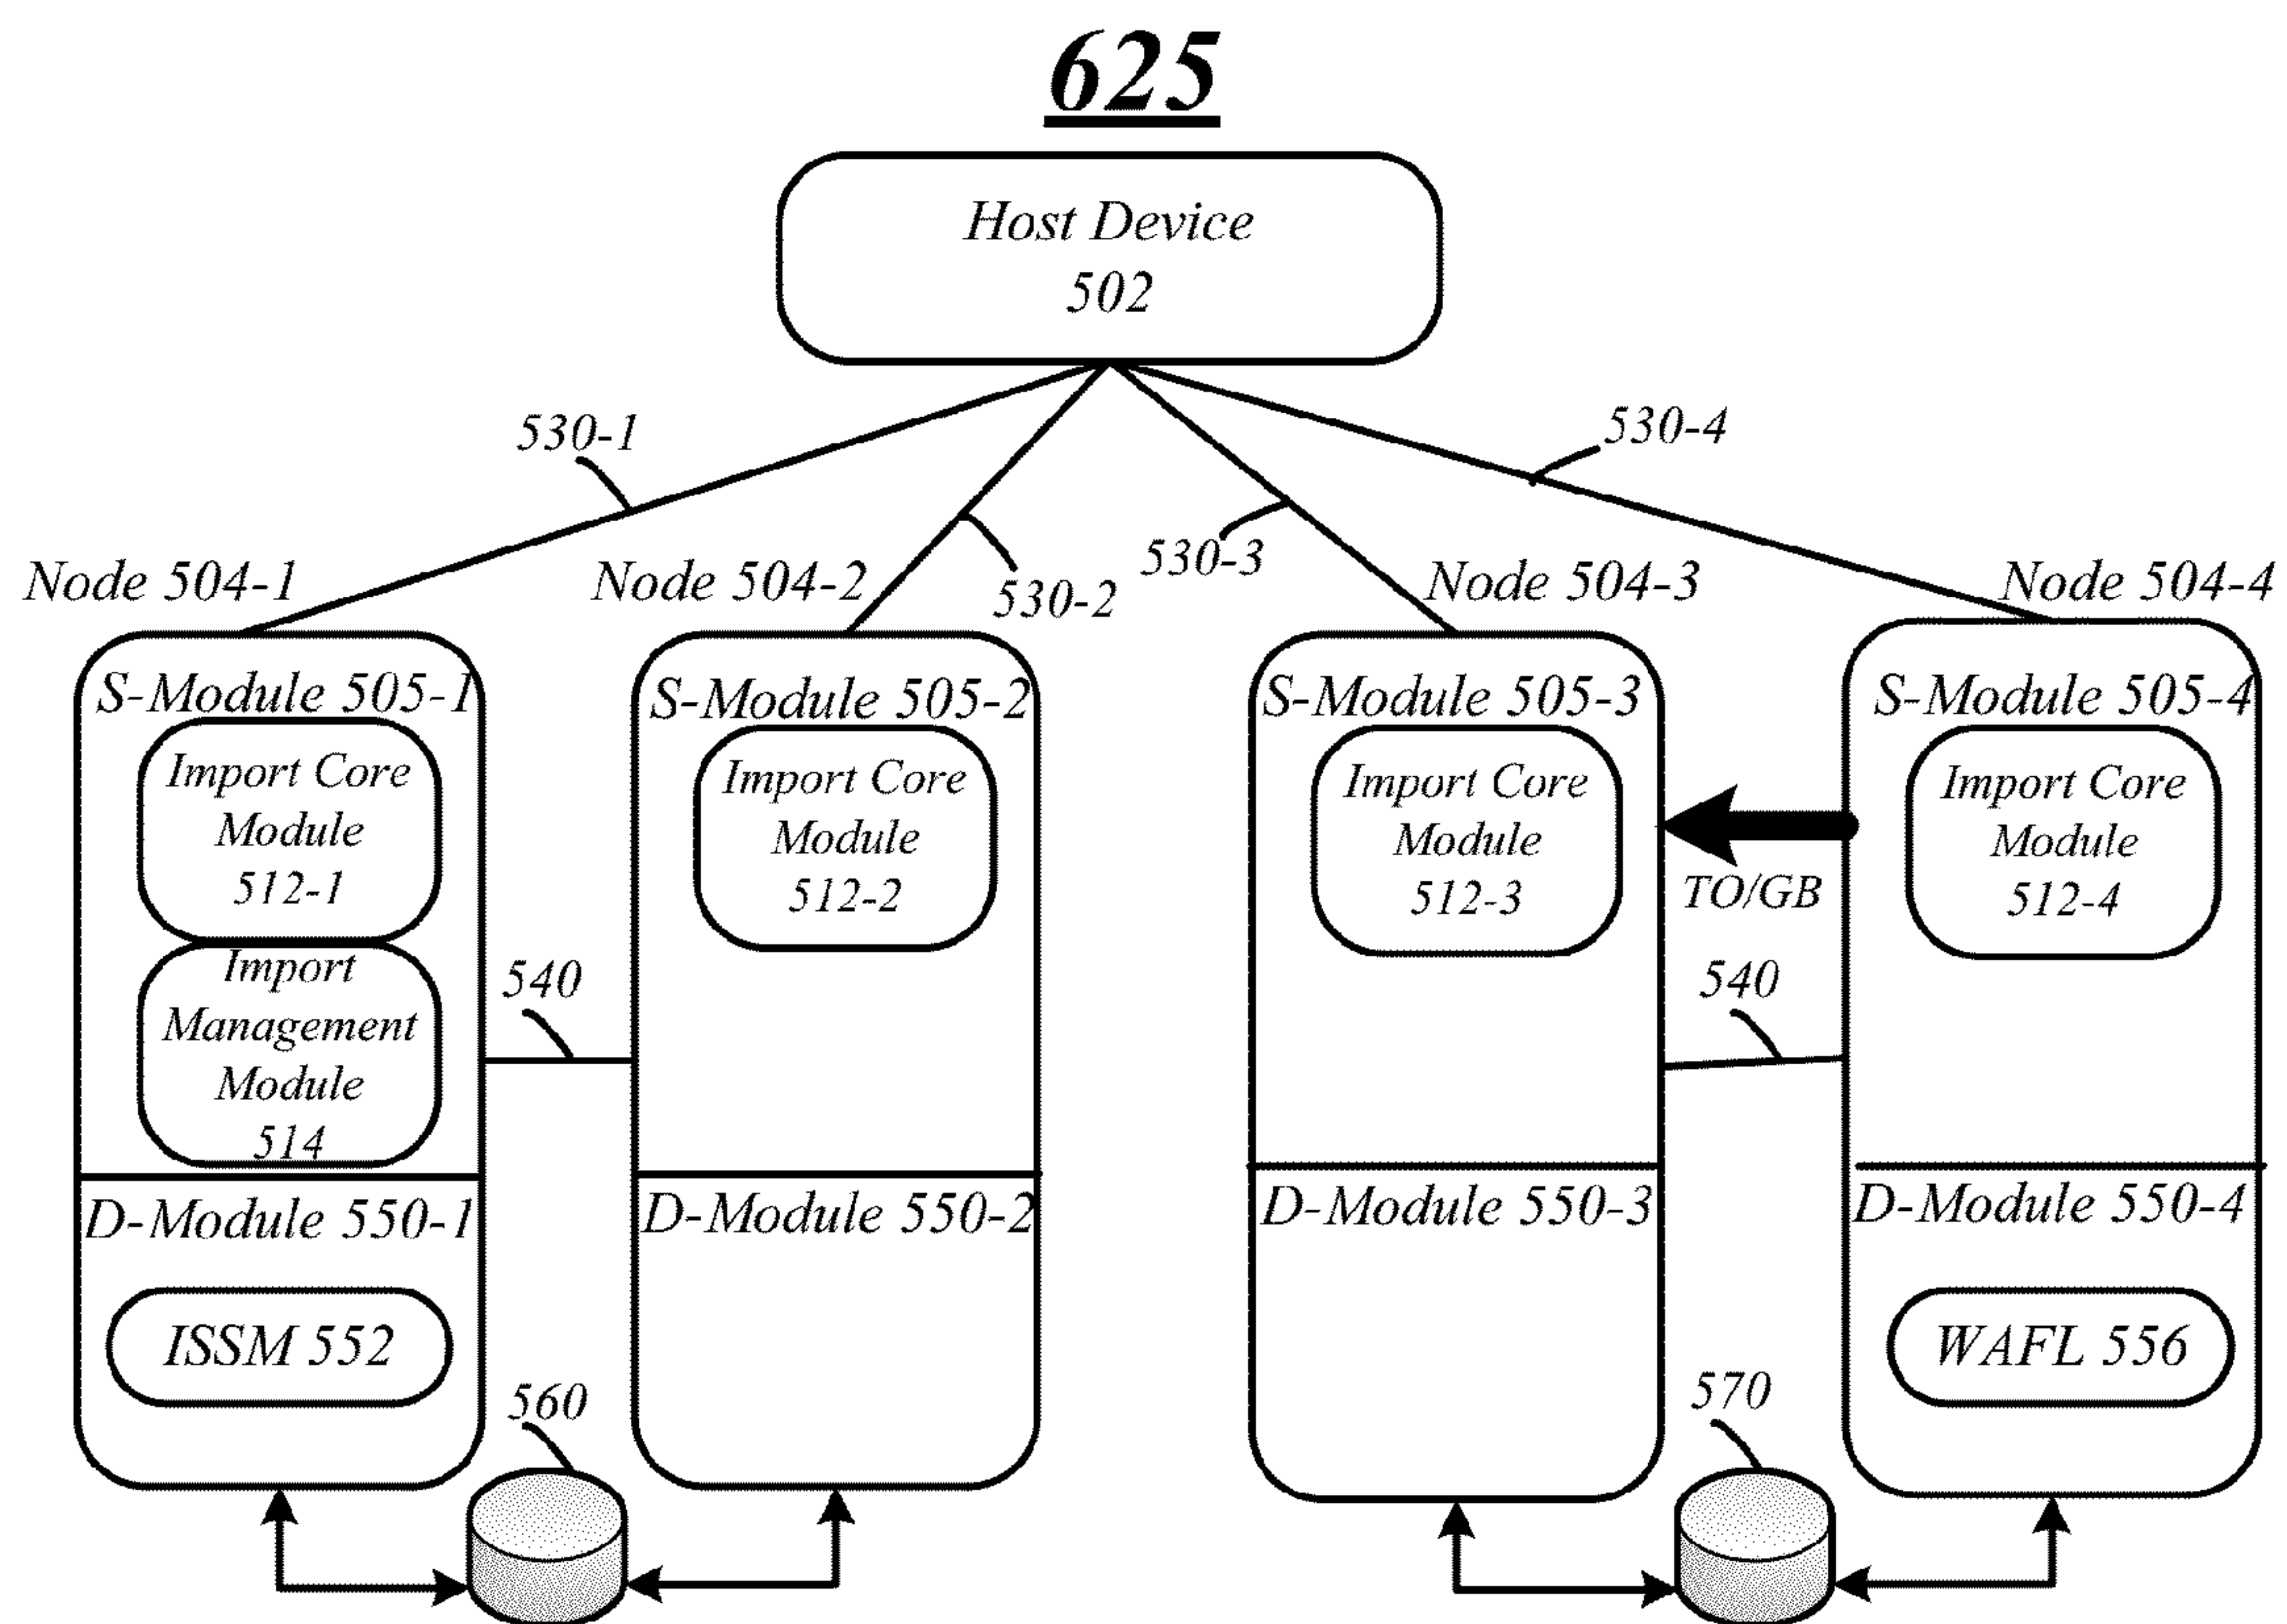 625
Host Device
502
530-1
530-4
530-2
530-3
Node 504-1
Node 504-2
Node 504-3
Node 504-4
S-Module 505-1
Import Core
Module
512-1
Import
Management
Module
514
D-Module 550-1
ISSM 552
540
S-Module 505-2
Import Core
Module
512-2
D-Module 550-2
560
S-Module 505-3
Import Core
Module
512-3
D-Module 550-3
TO/GB
540
S-Module 505-4
Import Core
Module
512-4
D-Module 550-4
WAFL 556
570